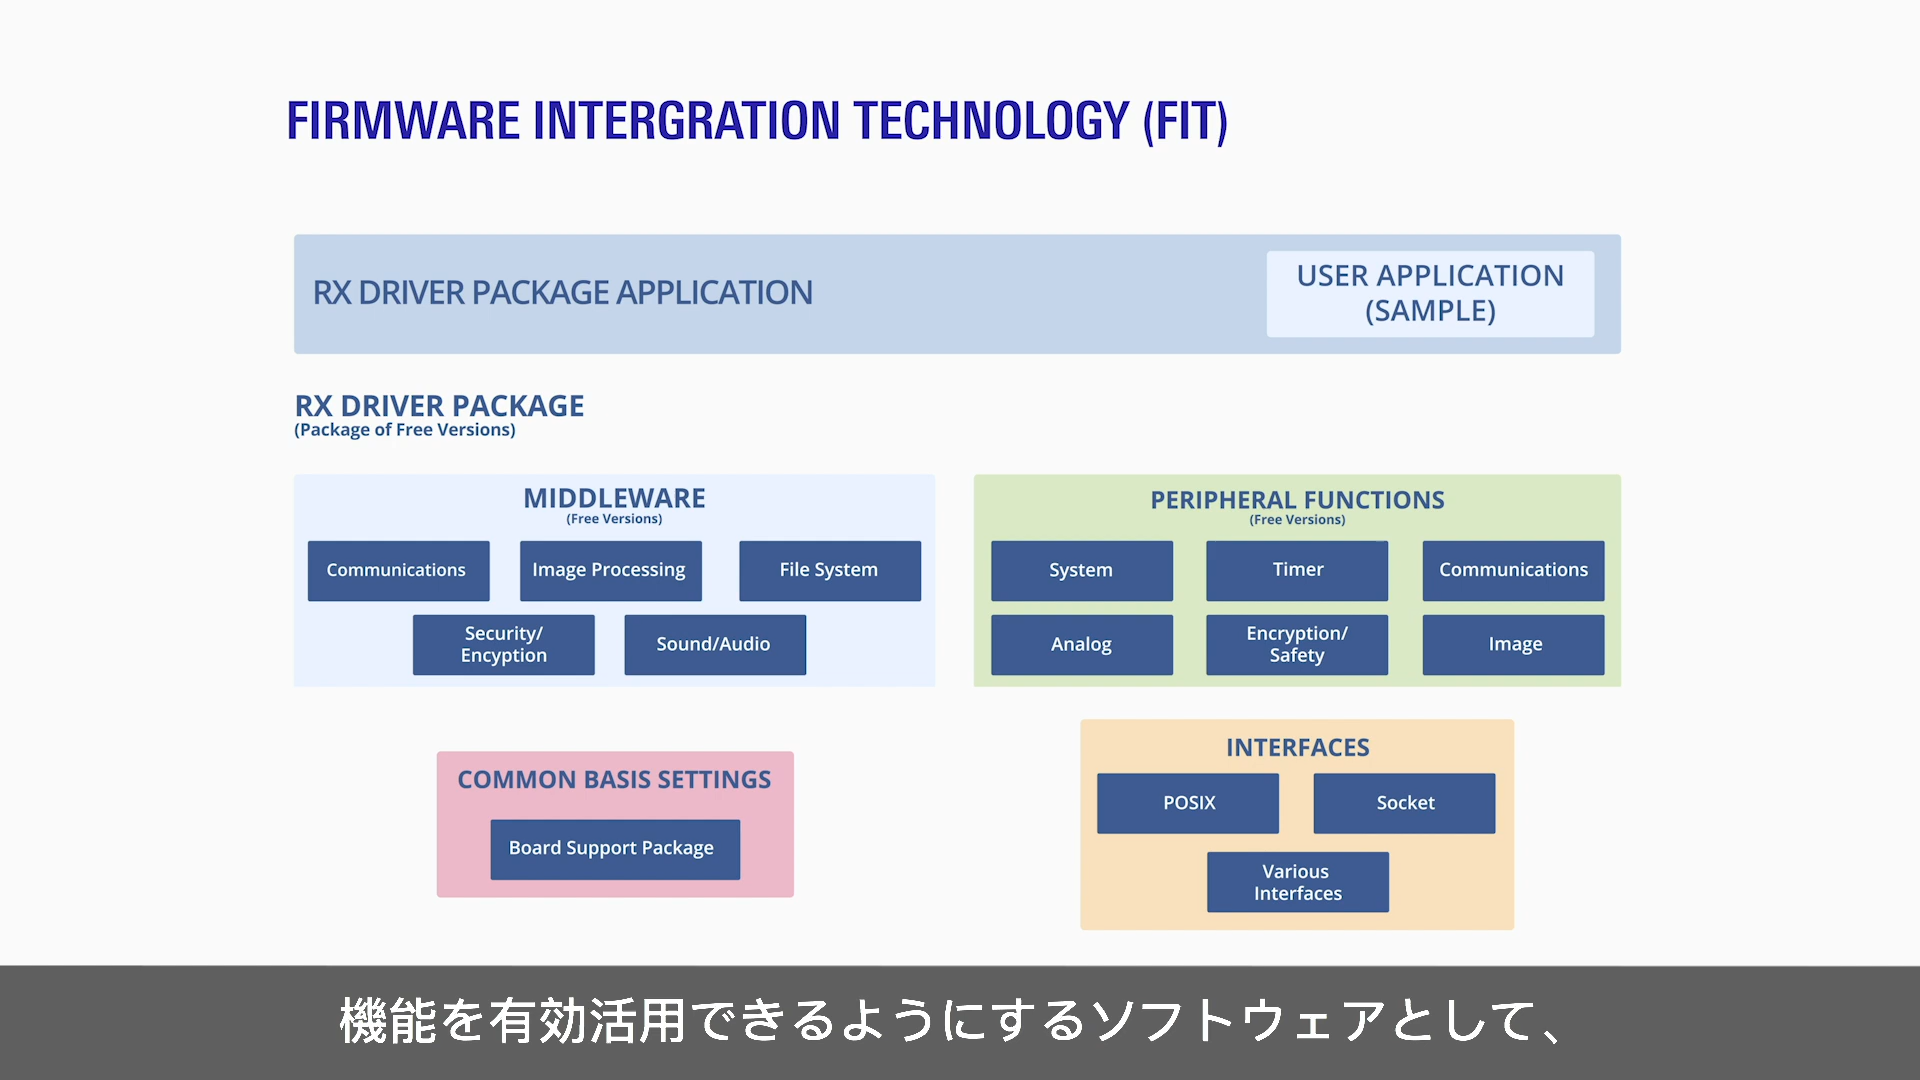 FIRMWARE INTERGRATION TECHNOLOGY (FIT)
RX DRIVER PACKAGE APPLICATION
USER APPLICATION
(SAMPLE)
RX DRIVER PACKAGE
(Package of Free Versions)
MIDDLEWARE
(Free Versions)
Communications
Image Processing
File System
Security/
Encyption
Sound/Audio
PERIPHERAL FUNCTIONS
(Free Versions)
System
Timer
Communications
Analog
Encryption/
Safety
Image
COMMON BASIS SETTINGS
Board Support Package
INTERFACES
POSIX
Socket
Various
Interfaces
機能を有効活用できるようにするソフトウェアとして、